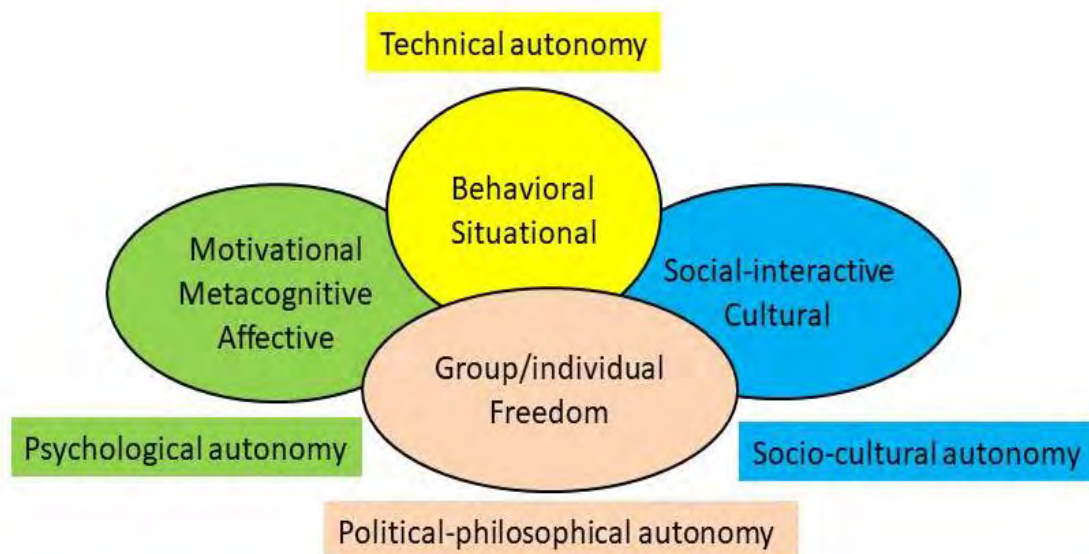 Technical autonomy
Behavioral
Situational
Motivational
Metacognitive
Affective
Social-interactive
Cultural
Group/individual
Freedom
Psychological autonomy
Socio-cultural autonomy
Political-philosophical autonomy